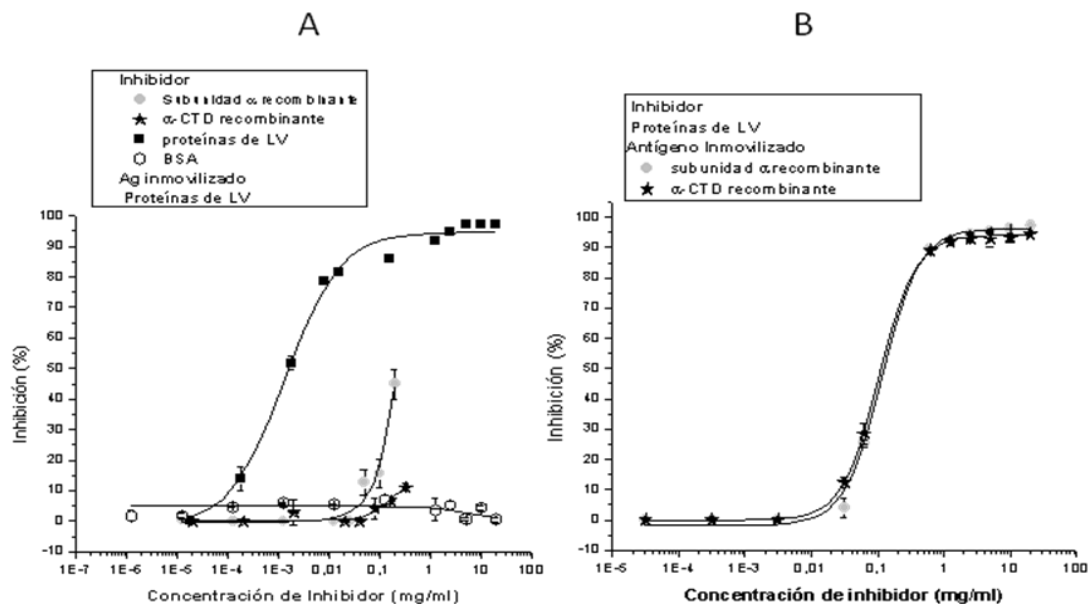 A
Inhibidor
Subunidad α recombinante
α-CTD recombinante
proteínas de LV
BSA
Ag inmovilizado
Proteínas de LV
100
90
80
70
60
50
40
30
20
10
0
-10
Inhibición (%)
1E-7 1E-6 1E-5 1E-4 1E-3 0,01 0,1 1 10 100
Concentración de Inhibidor (mg/ml)
B
Inhibidor
Proteínas de LV
Antígeno Inmovilizado
subunidad α recombinante
α-CTD recombinante
100
90
80
70
60
50
40
30
20
10
0
-10
Inhibición (%)
1E-5 1E-4 1E-3 0,01 0,1 1 10 100
Concentración de inhibidor (mg/ml)